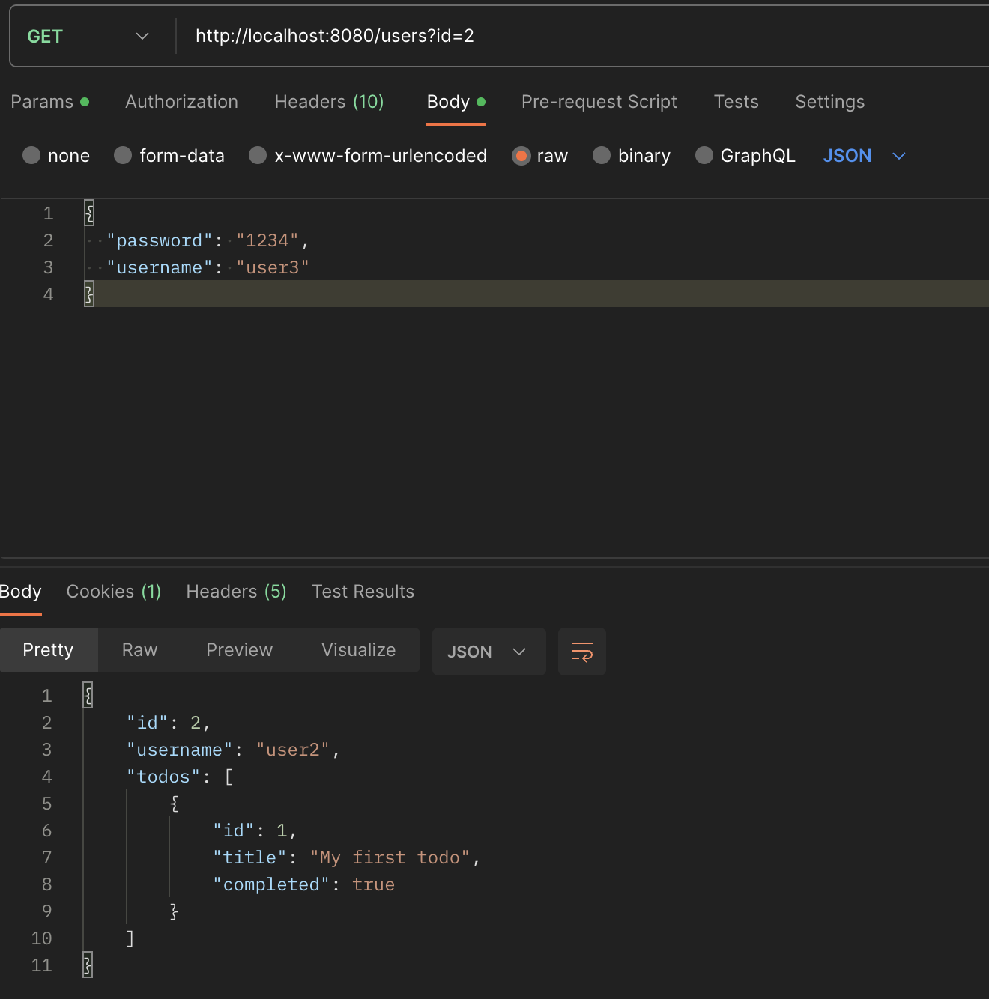 GET http://localhost:8080/users?id=2
Params Authorization Headers (10) Body Pre-request Script Tests Settings
none form-data x-www-form-urlencoded raw binary GraphQL JSON
1 {
2 "password": "1234",
3 "username": "user3"
4 }
Body Cookies (1) Headers (5) Test Results
Pretty Raw Preview Visualize JSON
1 {
2 "id": 2,
3 "username": "user2",
4 "todos": [
5 {
6 "id": 1,
7 "title": "My first todo",
8 "completed": true
9 }
10 ]
11 }